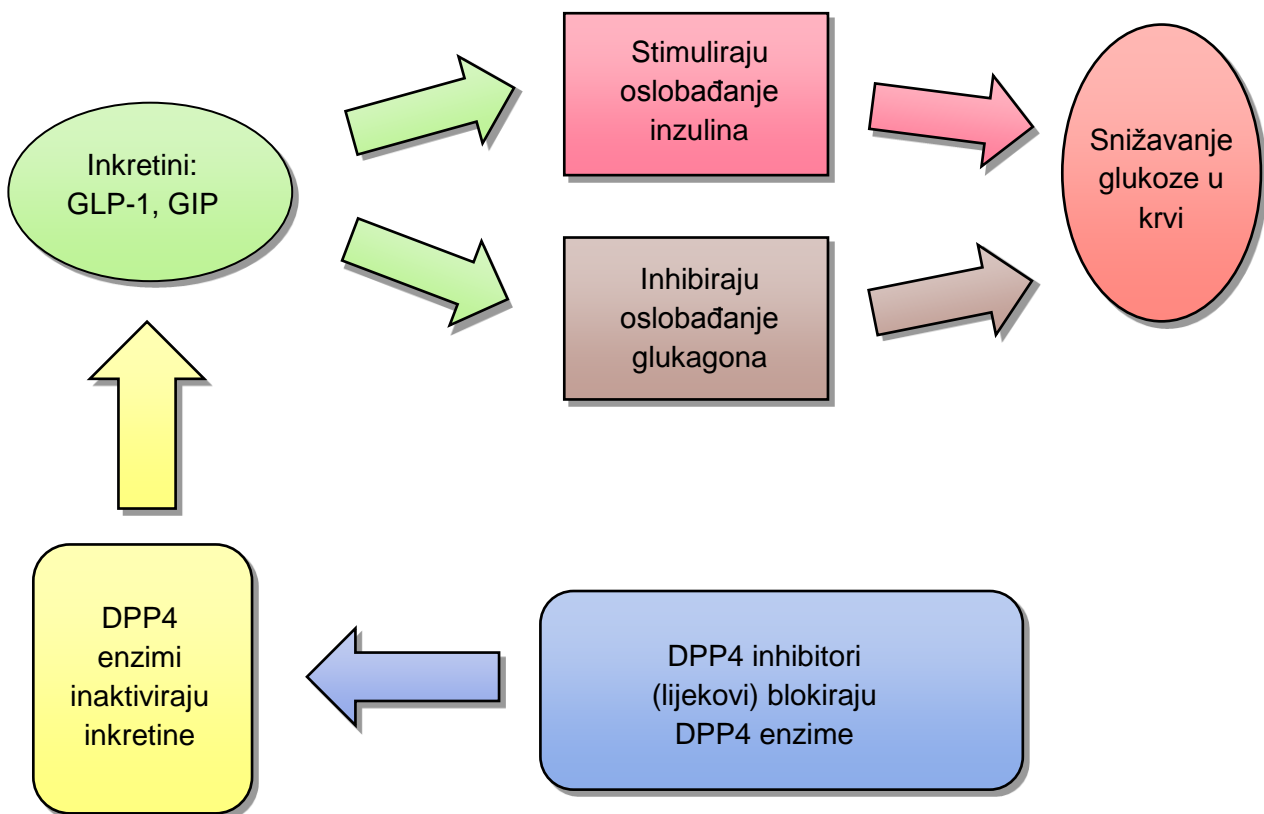 Inkretini:
GLP-1, GIP
Stimuliraju
oslobađanje
inzulina
Inhibiraju
oslobađanje
glukagona
Snižavanje
glukoze u
krvi
DPP4
enzimi
inaktiviraju
inkretine
DPP4 inhibitori
(lijekovi) blokiraju
DPP4 enzime